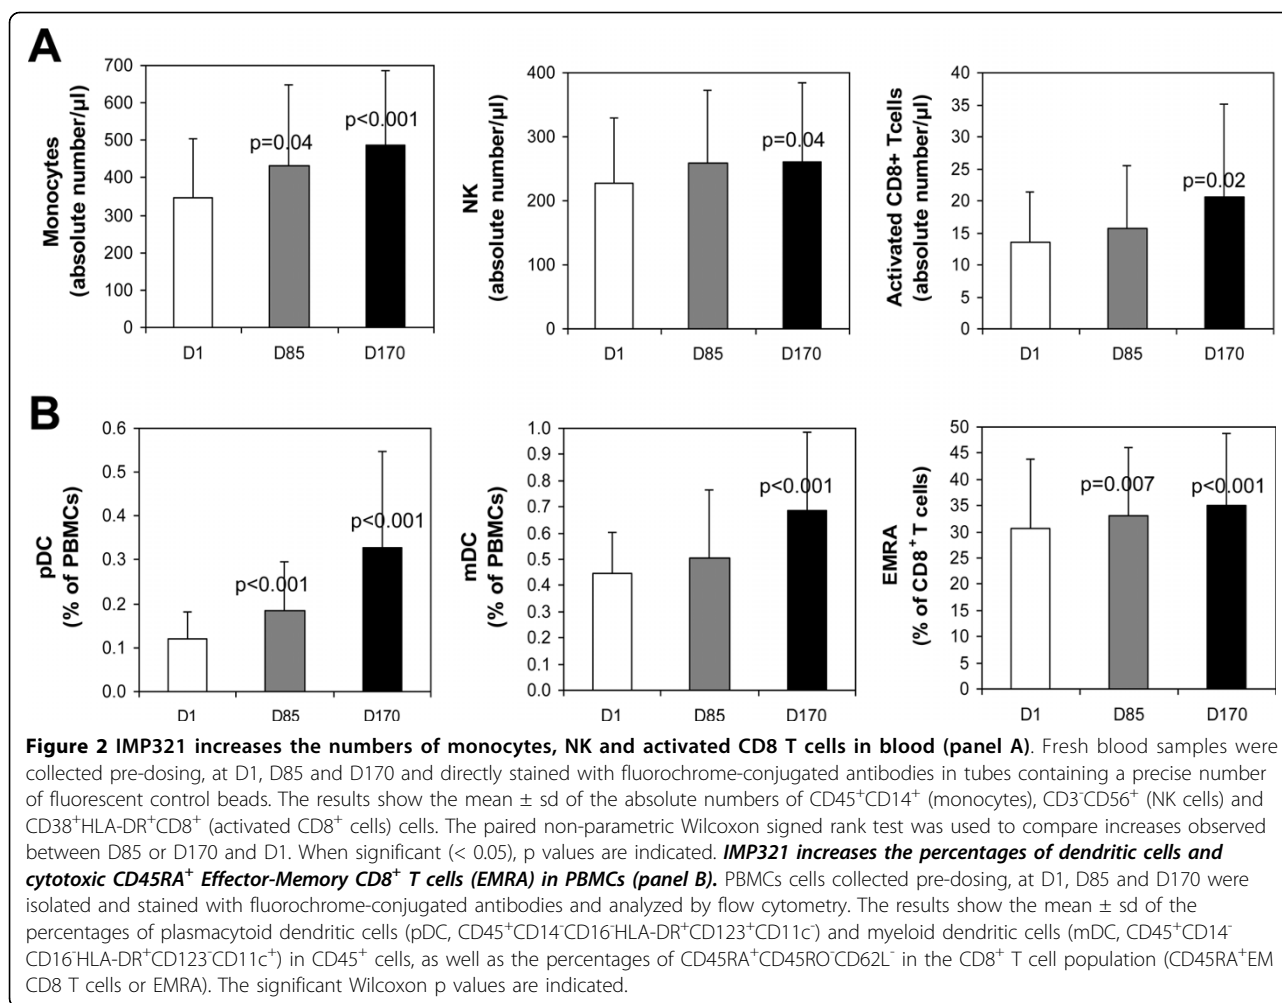 A
Monocytes
(absolute number/µl)
700
600
500
400
300
200
100
0
p=0.04
p<0.001
D1 D85 D170
NK
(absolute number/µl)
400
300
200
100
0
p=0.04
D1 D85 D170
Activated CD8+ Tcells
(absolute number/µl)
40
35
30
25
20
15
10
5
0
p=0.02
D1 D85 D170
B
pDC
(% of PBMCs)
0.6
0.5
0.4
0.3
0.2
0.1
0.0
p<0.001
p<0.001
D1 D85 D170
mDC
(% of PBMCs)
1.0
0.9
0.8
0.7
0.6
0.5
0.4
0.3
0.2
0.1
0.0
p<0.001
D1 D85 D170
EMRA
(% of CD8⁺ T cells)
50
45
40
35
30
25
20
15
10
5
0
p=0.007
p<0.001
D1 D85 D170
Figure 2 IMP321 increases the numbers of monocytes, NK and activated CD8 T cells in blood (panel A). Fresh blood samples were
collected pre-dosing, at D1, D85 and D170 and directly stained with fluorochrome-conjugated antibodies in tubes containing a precise number
of fluorescent control beads. The results show the mean ± sd of the absolute numbers of CD45⁺CD14⁺ (monocytes), CD3⁻CD56⁺ (NK cells) and
CD38⁺HLA-DR⁺CD8⁺ (activated CD8⁺ cells) cells. The paired non-parametric Wilcoxon signed rank test was used to compare increases observed
between D85 or D170 and D1. When significant (< 0.05), p values are indicated. IMP321 increases the percentages of dendritic cells and
cytotoxic CD45RA⁺ Effector-Memory CD8⁺ T cells (EMRA) in PBMCs (panel B). PBMCs cells collected pre-dosing, at D1, D85 and D170 were
isolated and stained with fluorochrome-conjugated antibodies and analyzed by flow cytometry. The results show the mean ± sd of the
percentages of plasmacytoid dendritic cells (pDC, CD45⁺CD14⁻CD16⁻HLA-DR⁺CD123⁺CD11c⁻) and myeloid dendritic cells (mDC, CD45⁺CD14⁻
CD16⁻HLA-DR⁺CD123⁻CD11c⁺) in CD45⁺ cells, as well as the percentages of CD45RA⁺CD45RO⁻CD62L⁻ in the CD8⁺ T cell population (CD45RA⁺EM
CD8 T cells or EMRA). The significant Wilcoxon p values are indicated.